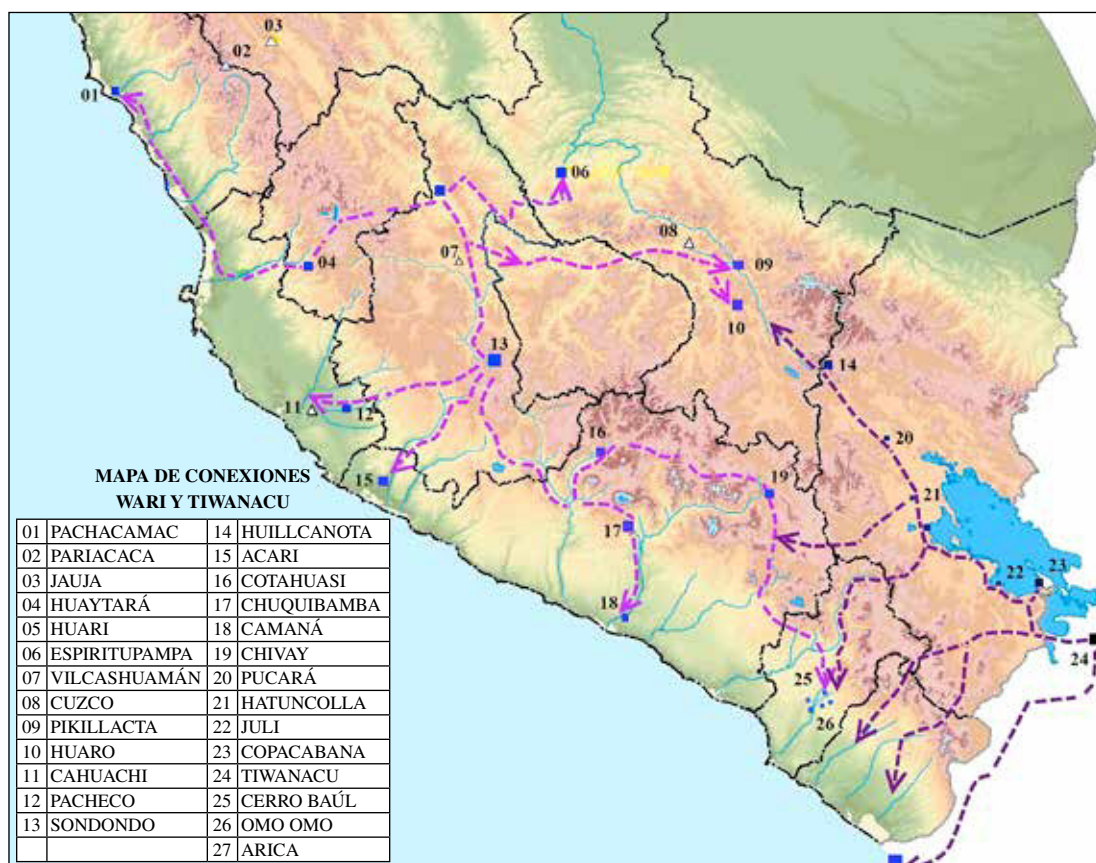 03
02
01
06
08
07
04
09
10
13
14
11
12
20
16
15
19
21
17
22
23
18
24
25
26
MAPA DE CONEXIONES
WARI Y TIWANACU
01 PACHACAMAC 14 HUILLCANOTA
02 PARIACACA 15 ACARI
03 JAUJA 16 COTAHUASI
04 HUAYTARÁ 17 CHUQUIBAMBA
05 HUARI 18 CAMANÁ
06 ESPIRITUPAMPA 19 CHIVAY
07 VILCASHUAMÁN 20 PUCARÁ
08 CUZCO 21 HATUNCOLLA
09 PIKILLACTA 22 JULI
10 HUARO 23 COPACABANA
11 CAHUACHI 24 TIWANACU
12 PACHECO 25 CERRO BAÚL
13 SONDONDO 26 OMO OMO
27 ARICA